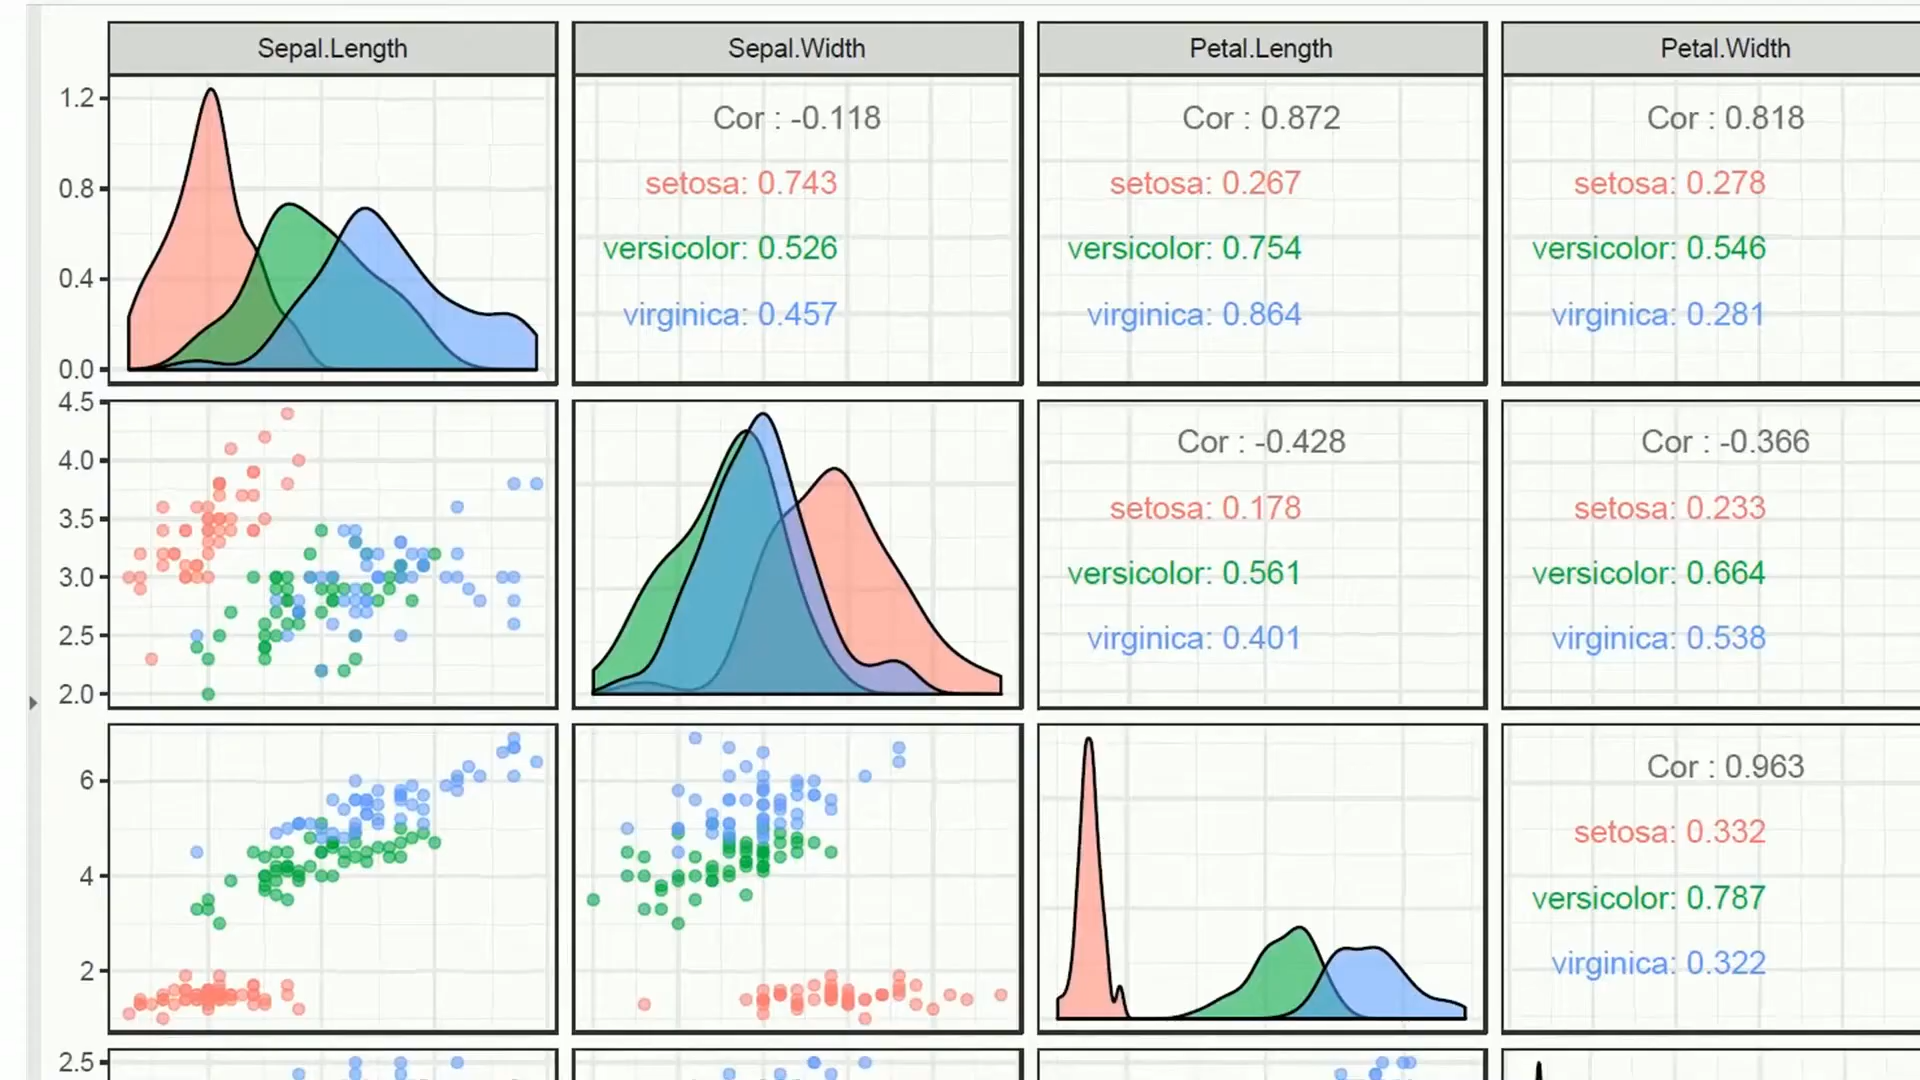 Sepal.Length Sepal.Width Petal.Length Petal.Width
1.2
0.8
0.4
0.0
Cor : -0.118
setosa: 0.743
versicolor: 0.526
virginica: 0.457
Cor : 0.872
setosa: 0.267
versicolor: 0.754
virginica: 0.864
Cor : 0.818
setosa: 0.278
versicolor: 0.546
virginica: 0.281
4.5
4.0
3.5
3.0
2.5
2.0
Cor : -0.428
setosa: 0.178
versicolor: 0.561
virginica: 0.401
Cor : -0.366
setosa: 0.233
versicolor: 0.664
virginica: 0.538
6
4
2
Cor : 0.963
setosa: 0.332
versicolor: 0.787
virginica: 0.322
2.5